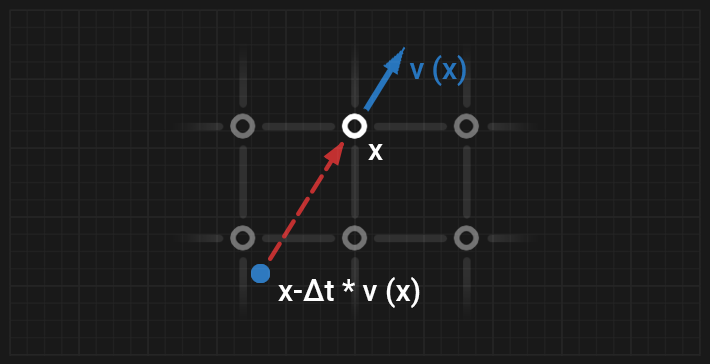 v (x)
x
x-Δt * v (x)